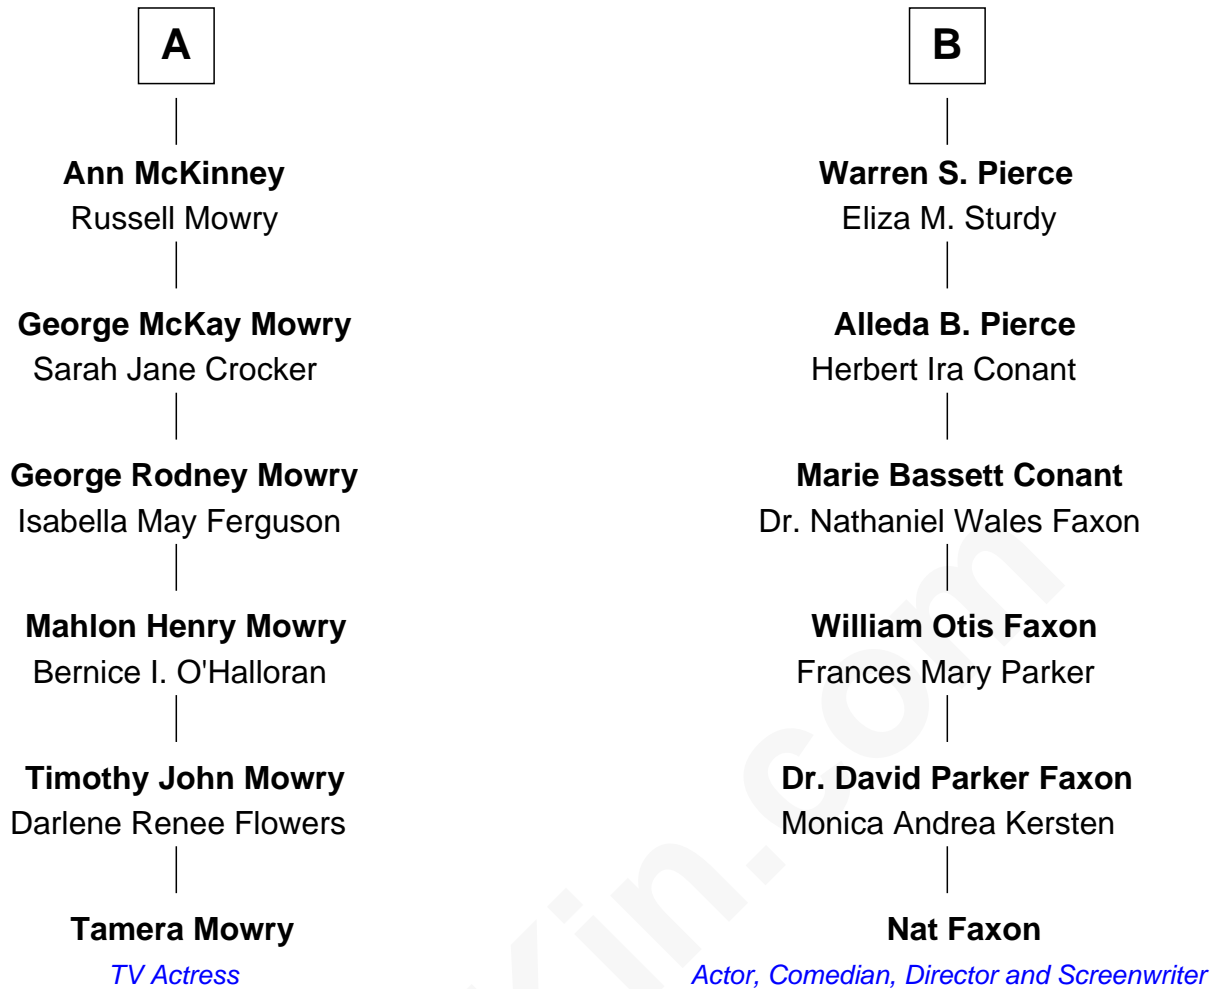 A
B
Ann McKinney
Russell Mowry
Warren S. Pierce
Eliza M. Sturdy
George McKay Mowry
Sarah Jane Crocker
Alleda B. Pierce
Herbert Ira Conant
George Rodney Mowry
Isabella May Ferguson
Marie Bassett Conant
Dr. Nathaniel Wales Faxon
Mahlon Henry Mowry
Bernice I. O'Halloran
William Otis Faxon
Frances Mary Parker
Timothy John Mowry
Darlene Renee Flowers
Dr. David Parker Faxon
Monica Andrea Kersten
Tamera Mowry
TV Actress
Nat Faxon
Actor, Comedian, Director and Screenwriter
Kin.com